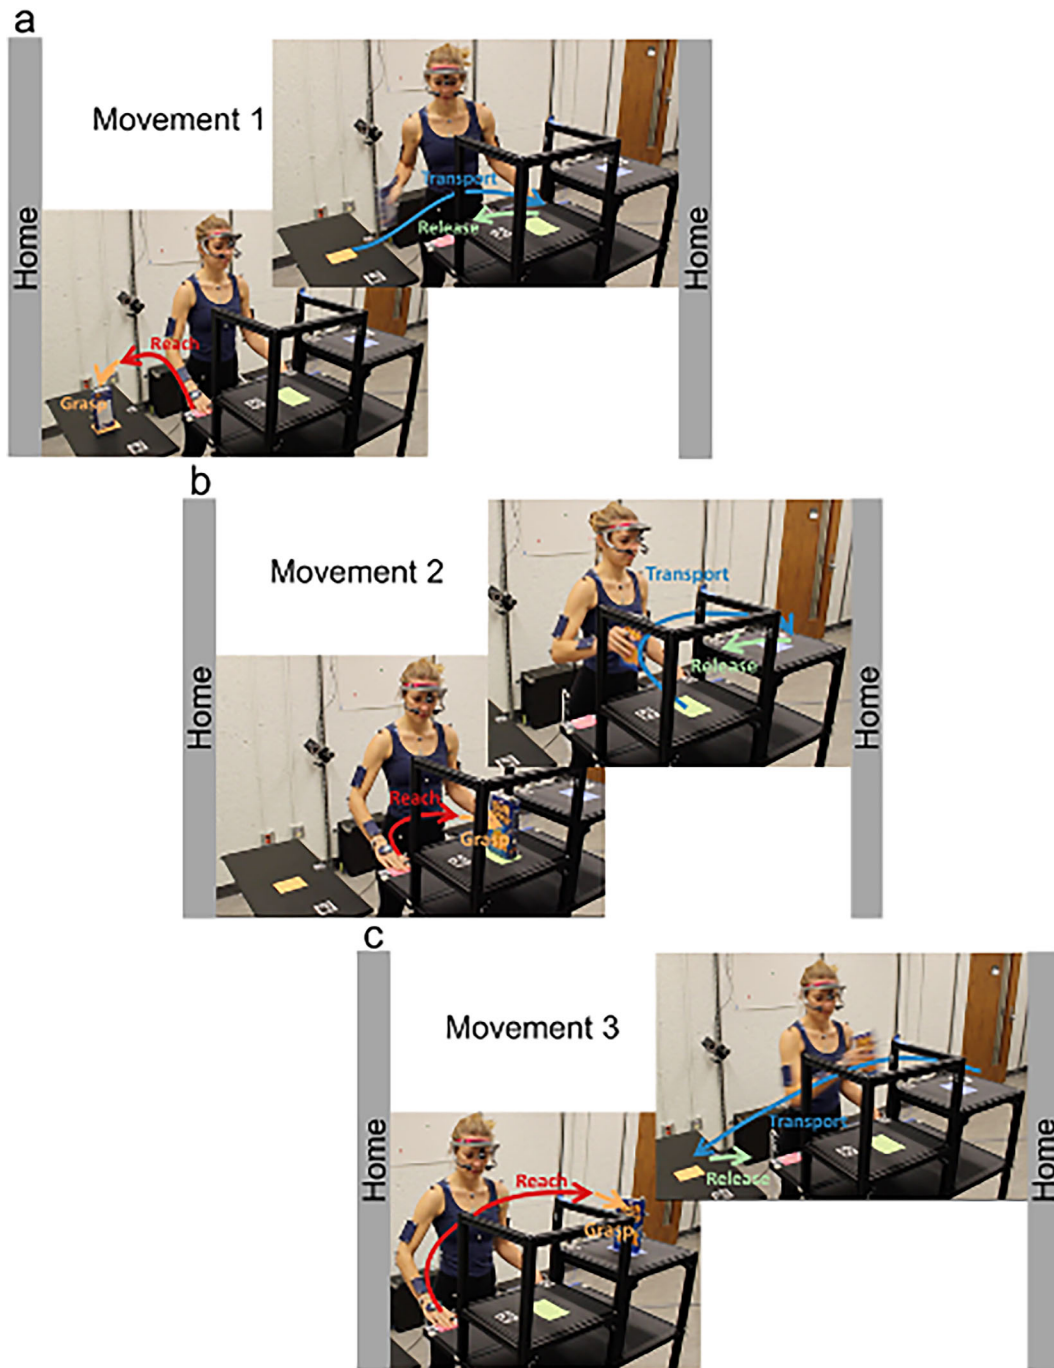 a
Movement 1
Home
Home
Transport
Release
Reach
Grasp
b
Movement 2
Home
Home
Transport
Release
Reach
Grasp
c
Movement 3
Home
Home
Transport
Release
Reach
Grasp